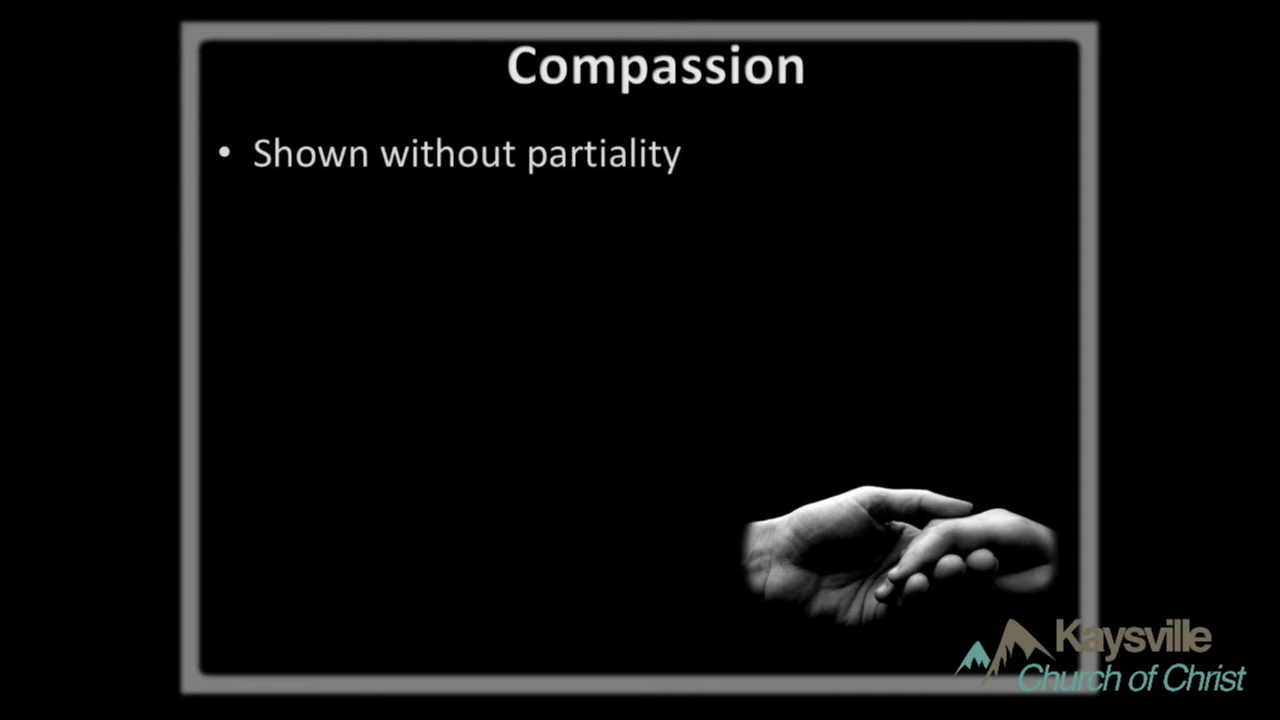 Compassion
• Shown without partiality
Kaysville
Church of Christ